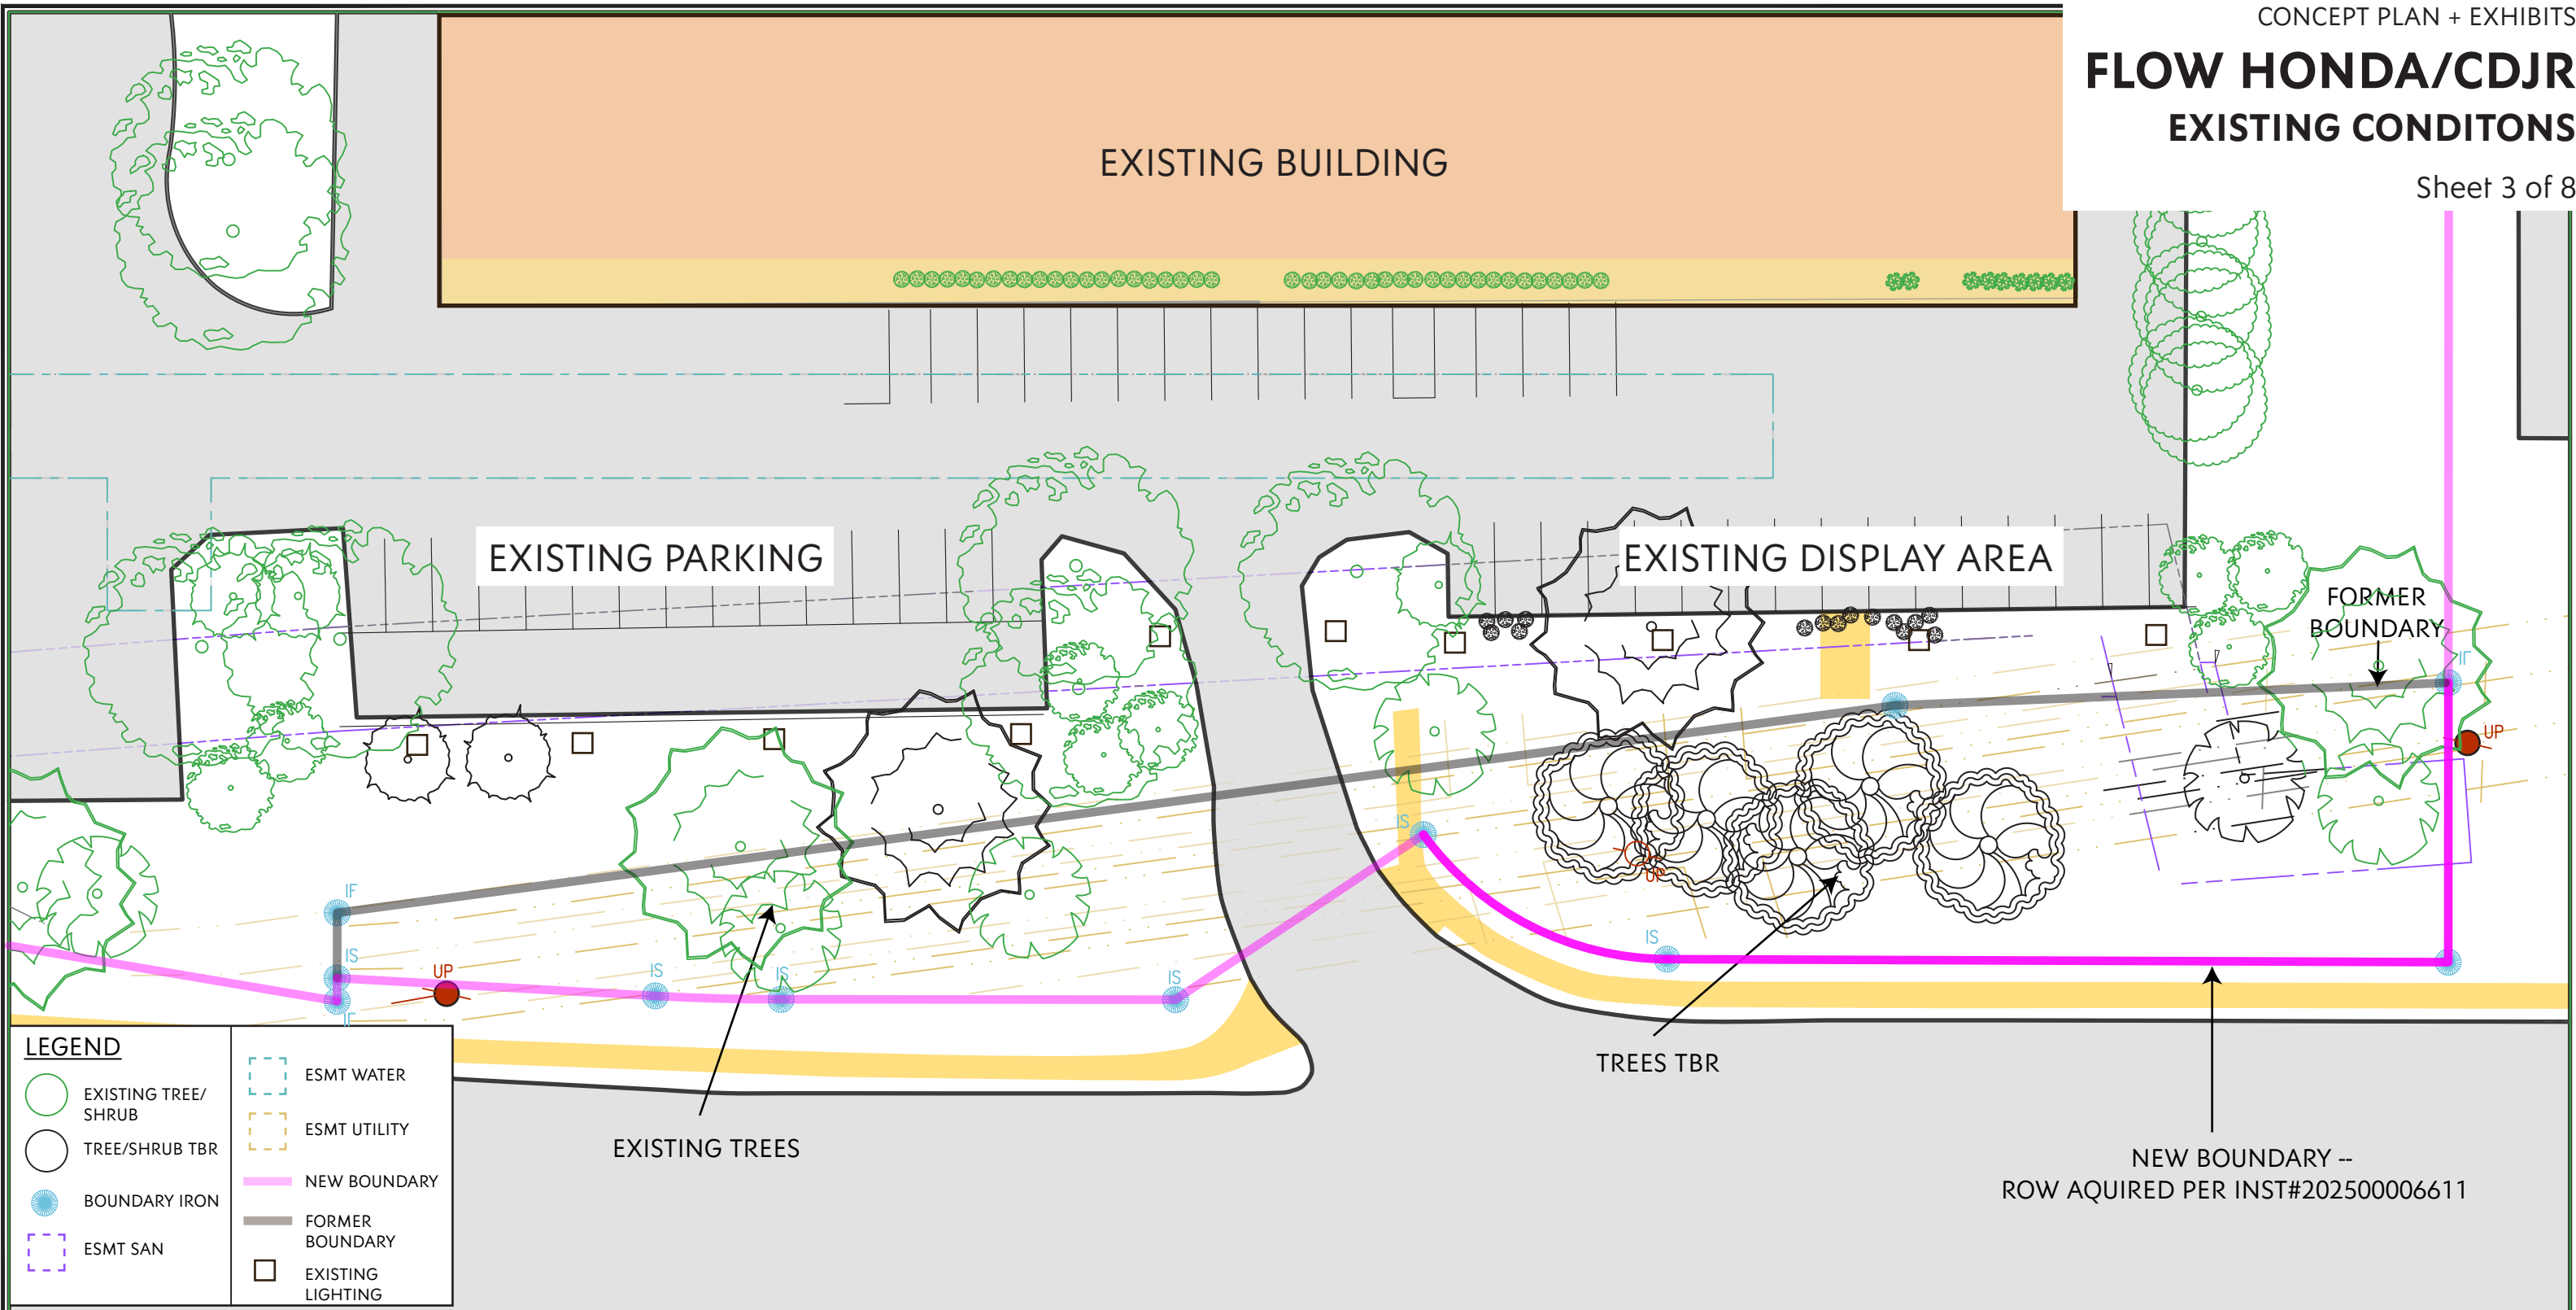 CONCEPT PLAN + EXHIBITS
FLOW HONDA/CDJR
EXISTING CONDITONS
Sheet 3 of 8
EXISTING BUILDING
EXISTING PARKING
EXISTING DISPLAY AREA
FORMER
BOUNDARY
IF
UP
IS
UP
IS
IF
IS
UP
IS
IS
IS
IF
TREES TBR
EXISTING TREES
NEW BOUNDARY --
ROW AQUIRED PER INST#202500006611
LEGEND
EXISTING TREE/
SHRUB
TREE/SHRUB TBR
BOUNDARY IRON
ESMT SAN
ESMT WATER
ESMT UTILITY
NEW BOUNDARY
FORMER
BOUNDARY
EXISTING
LIGHTING